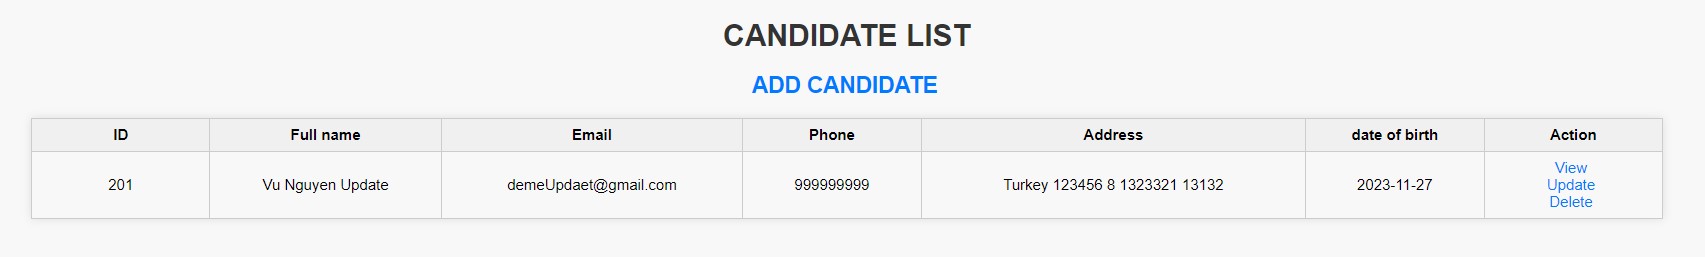 CANDIDATE LIST
ADD CANDIDATE
ID Full name Email Phone Address date of birth Action
201 Vu Nguyen Update demeUpdaet@gmail.com 999999999 Turkey 123456 8 1323321 13132 2023-11-27 View
Update
Delete